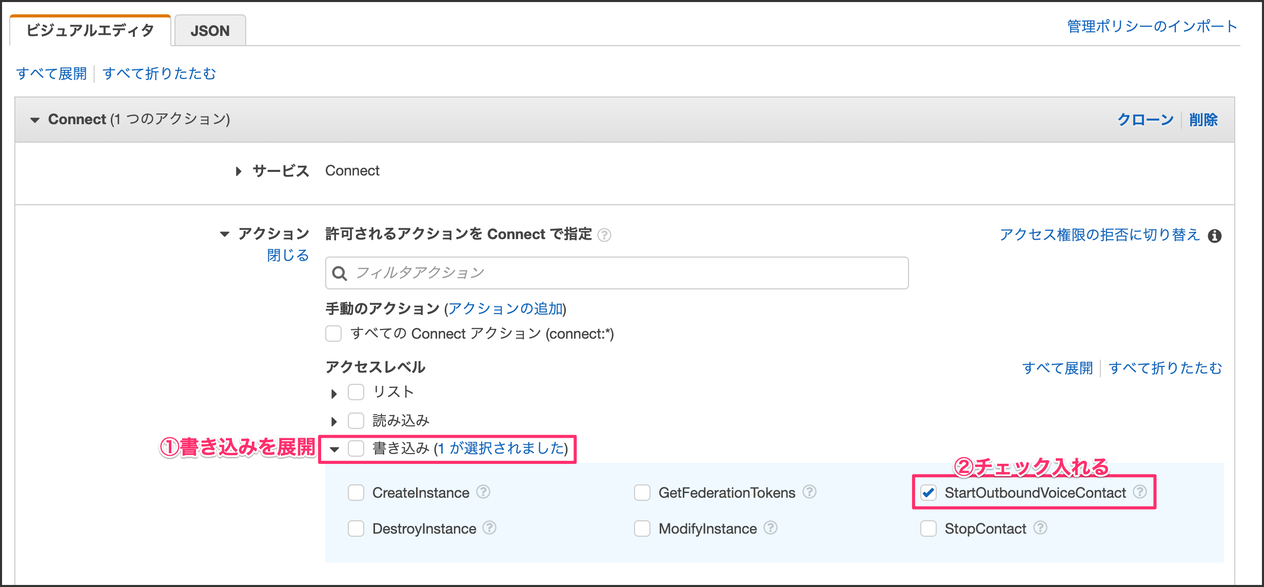 ビジュアルエディタ JSON 管理ポリシーのインポート
すべて展開 すべて折りたたむ
Connect (1 つのアクション) クローン 削除
サービス Connect
アクション 許可されるアクションを Connect で指定 ? アクセス権限の拒否に切り替え
閉じる
フィルタアクション
手動のアクション (アクションの追加)
すべての Connect アクション (connect:*)
アクセスレベル すべて展開 すべて折りたたむ
リスト
読み込み
①書き込みを展開 書き込み (1 が選択されました)
②チェック入れる
CreateInstance ? GetFederationTokens ? StartOutboundVoiceContact ?
DestroyInstance ? ModifyInstance ? StopContact ?